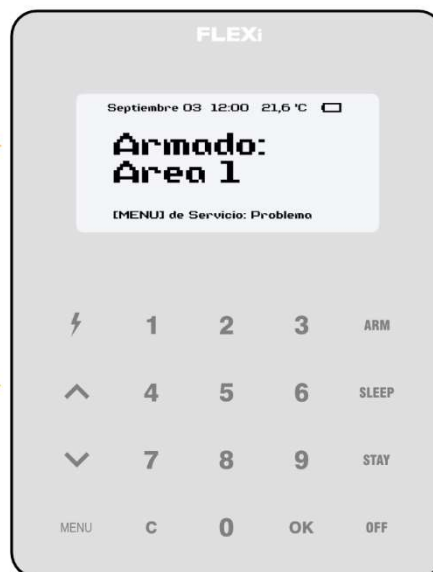 FLEXi
Septiembre 03 12:00 21,6 °C
Armado:
Area 1
[MENU] de Servicio: Problema
1 2 3 ARM
4 5 6 SLEEP
7 8 9 STAY
MENU C 0 OK OFF